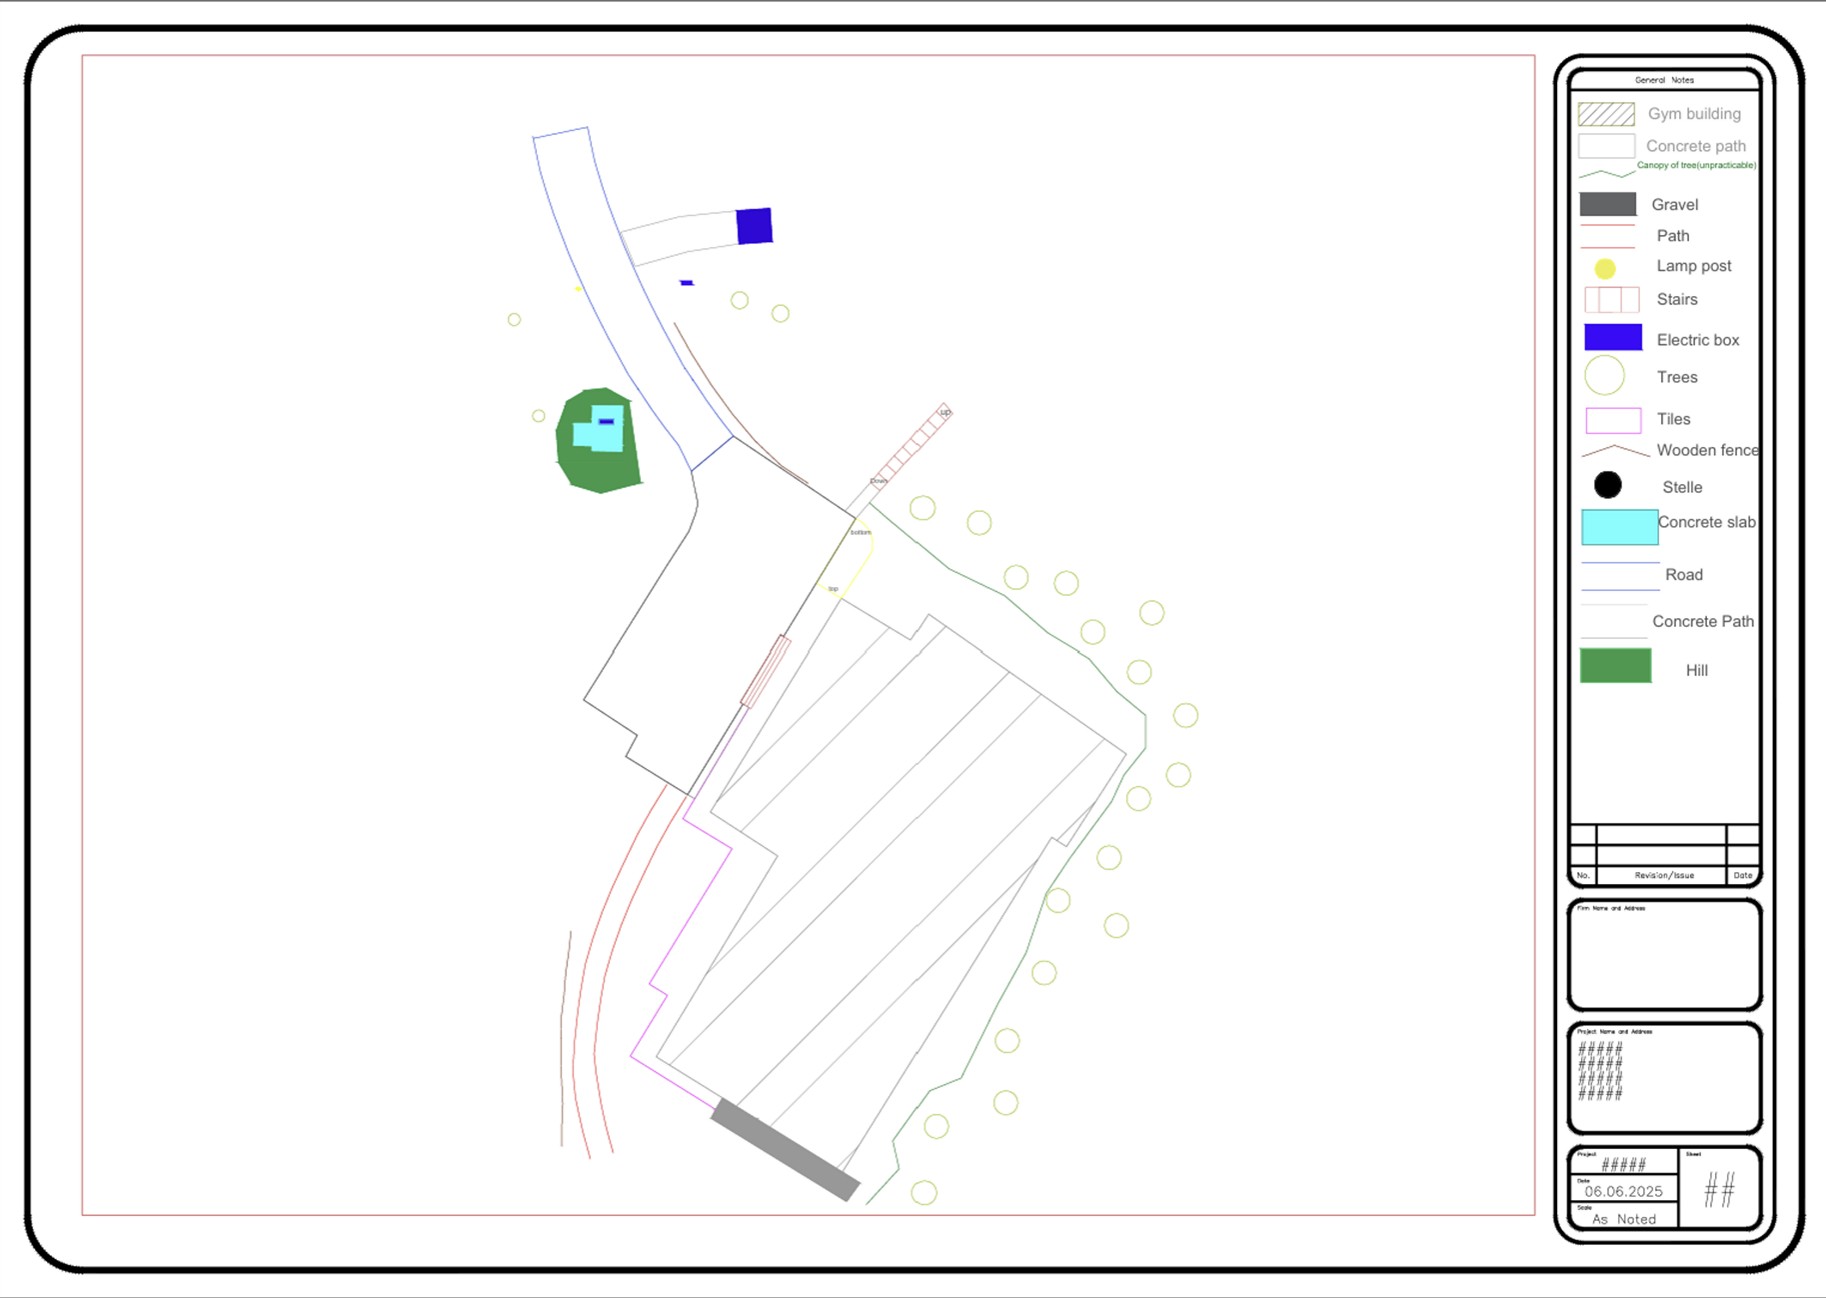 General Notes
Gym building
Concrete path
Canopy of tree(unpracticable)
Gravel
Path
Lamp post
Stairs
Electric box
Trees
Tiles
Wooden fence
Stelle
Concrete slab
Road
Concrete Path
Hill
No. Revision/Issue Date
Firm Name and Address
Project Name and Address
#####
#####
#####
#####
Project
#####
Date
06.06.2025
Scale
As Noted
Sheet
##
up
Down
bottom
top